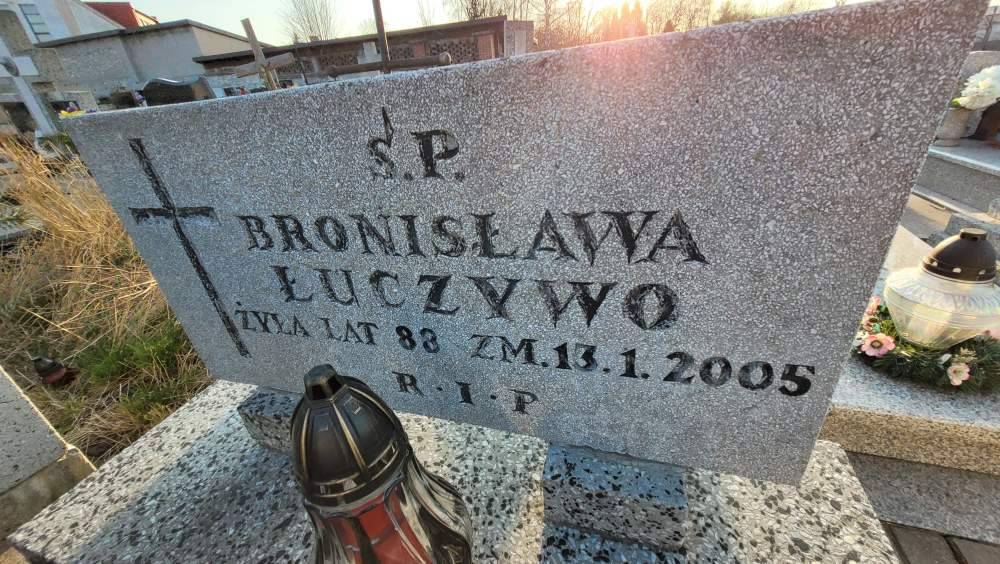 Ś.P.
BRONISŁAWA
ŁUCZYWO
ŻYŁA LAT 83 ZM.13.1.2005
R.I.P